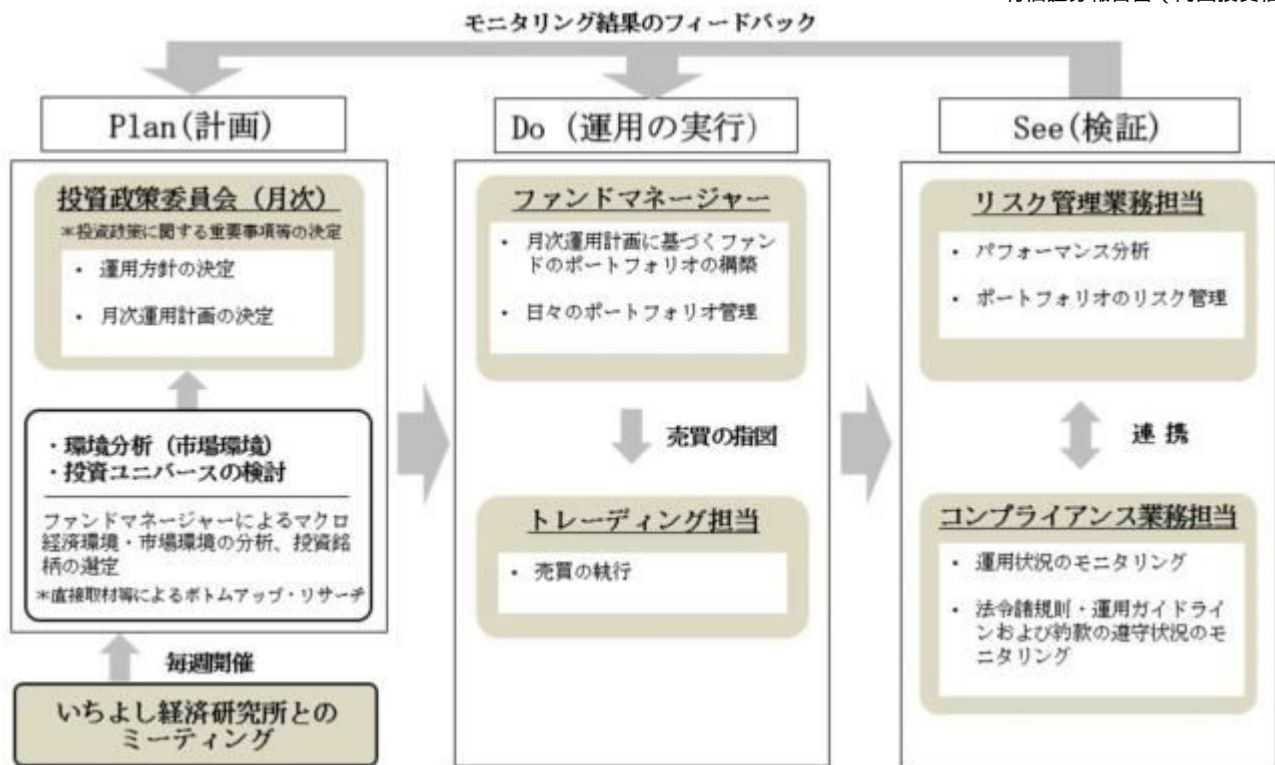 モニタリング結果のフィードバック
Plan(計画)
投資政策委員会（月次）
＊投資政策に関する重要事項等の決定
・ 運用方針の決定
・ 月次運用計画の決定
・環境分析（市場環境）
・投資ユニバースの検討
ファンドマネージャーによるマクロ
経済環境・市場環境の分析、投資銘
柄の選定
＊直接取材等によるボトムアップ・リサーチ
毎週開催
いちよし経済研究所との
ミーティング
Do（運用の実行）
ファンドマネージャー
・ 月次運用計画に基づくファン
ドのポートフォリオの構築
・ 日々のポートフォリオ管理
売買の指図
トレーディング担当
・ 売買の執行
See(検証)
リスク管理業務担当
・ パフォーマンス分析
・ ポートフォリオのリスク管理
連 携
コンプライアンス業務担当
・ 運用状況のモニタリング
・ 法令諸規則・運用ガイドライ
ンおよび約款の遵守状況のモ
ニタリング